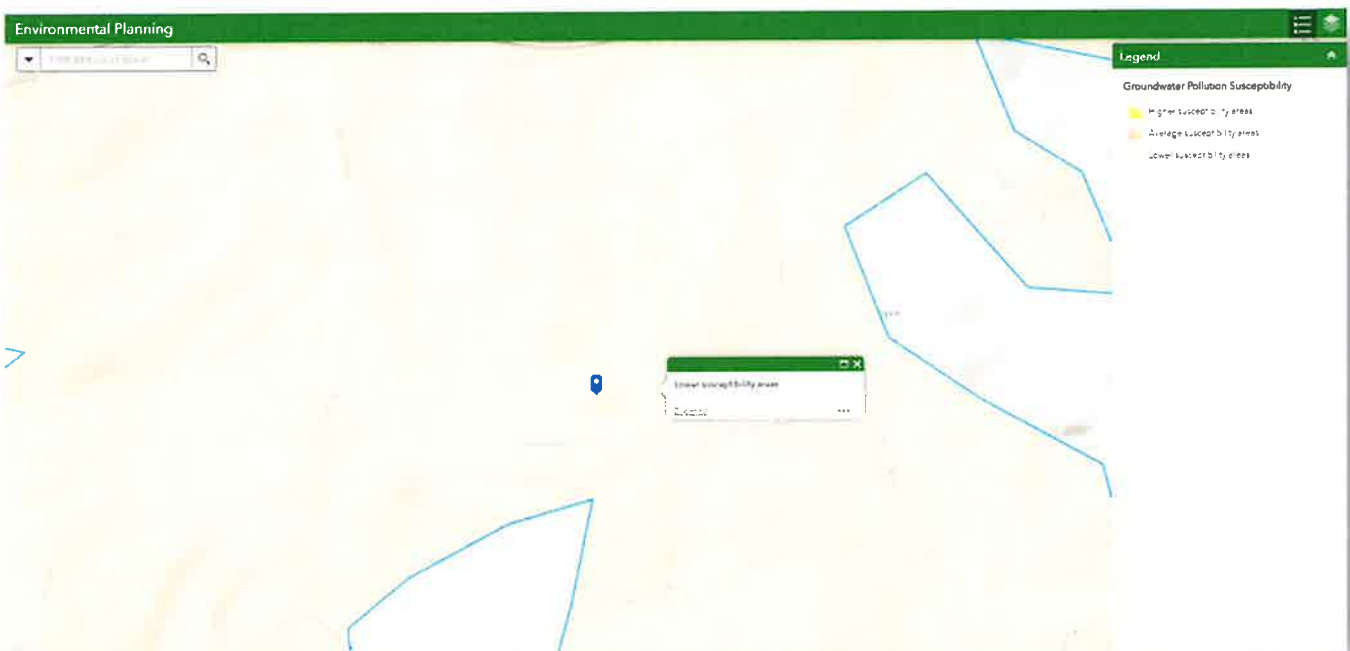 Environmental Planning
Legend
Groundwater Pollution Susceptibility
Higher susceptibility areas
Average susceptibility areas
Lower susceptibility areas
Lower susceptibility areas